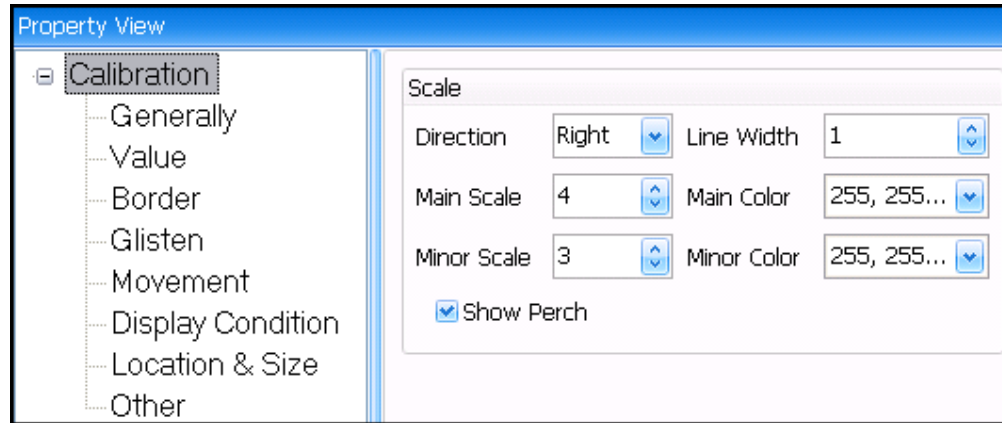 Property View
Calibration
Generally
Value
Border
Glisten
Movement
Display Condition
Location & Size
Other
Scale
Direction Right Line Width 1
Main Scale 4 Main Color 255, 255...
Minor Scale 3 Minor Color 255, 255...
Show Perch